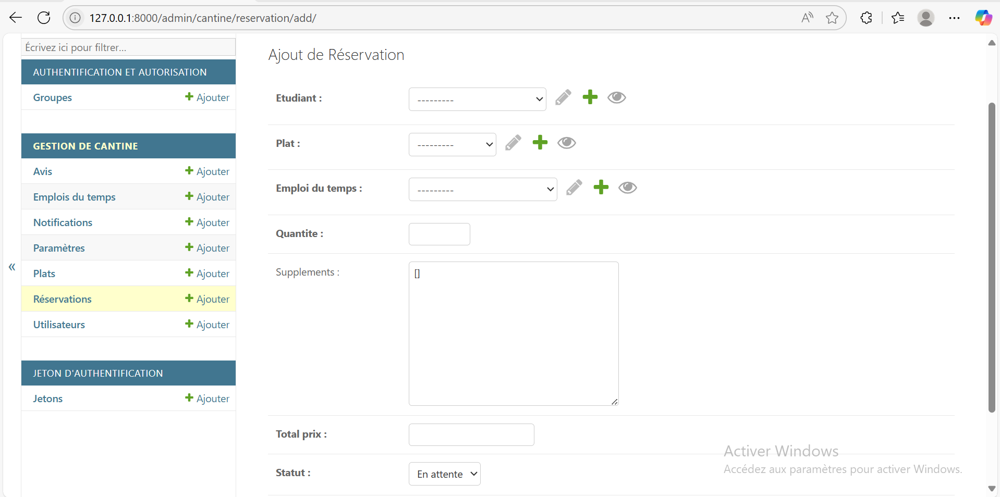 127.0.0.1:8000/admin/cantine/reservation/add/
Écrivez ici pour filtrer…
AUTHENTIFICATION ET AUTORISATION
Groupes Ajouter
GESTION DE CANTINE
Avis Ajouter
Emplois du temps Ajouter
Notifications Ajouter
Paramètres Ajouter
Plats Ajouter
Réservations Ajouter
Utilisateurs Ajouter
JETON D'AUTHENTIFICATION
Jetons Ajouter
«
Ajout de Réservation
Etudiant : ---------
Plat : ---------
Emploi du temps : ---------
Quantite :
Supplements : []
Total prix :
Statut : En attente
Activer Windows
Accédez aux paramètres pour activer Windows.